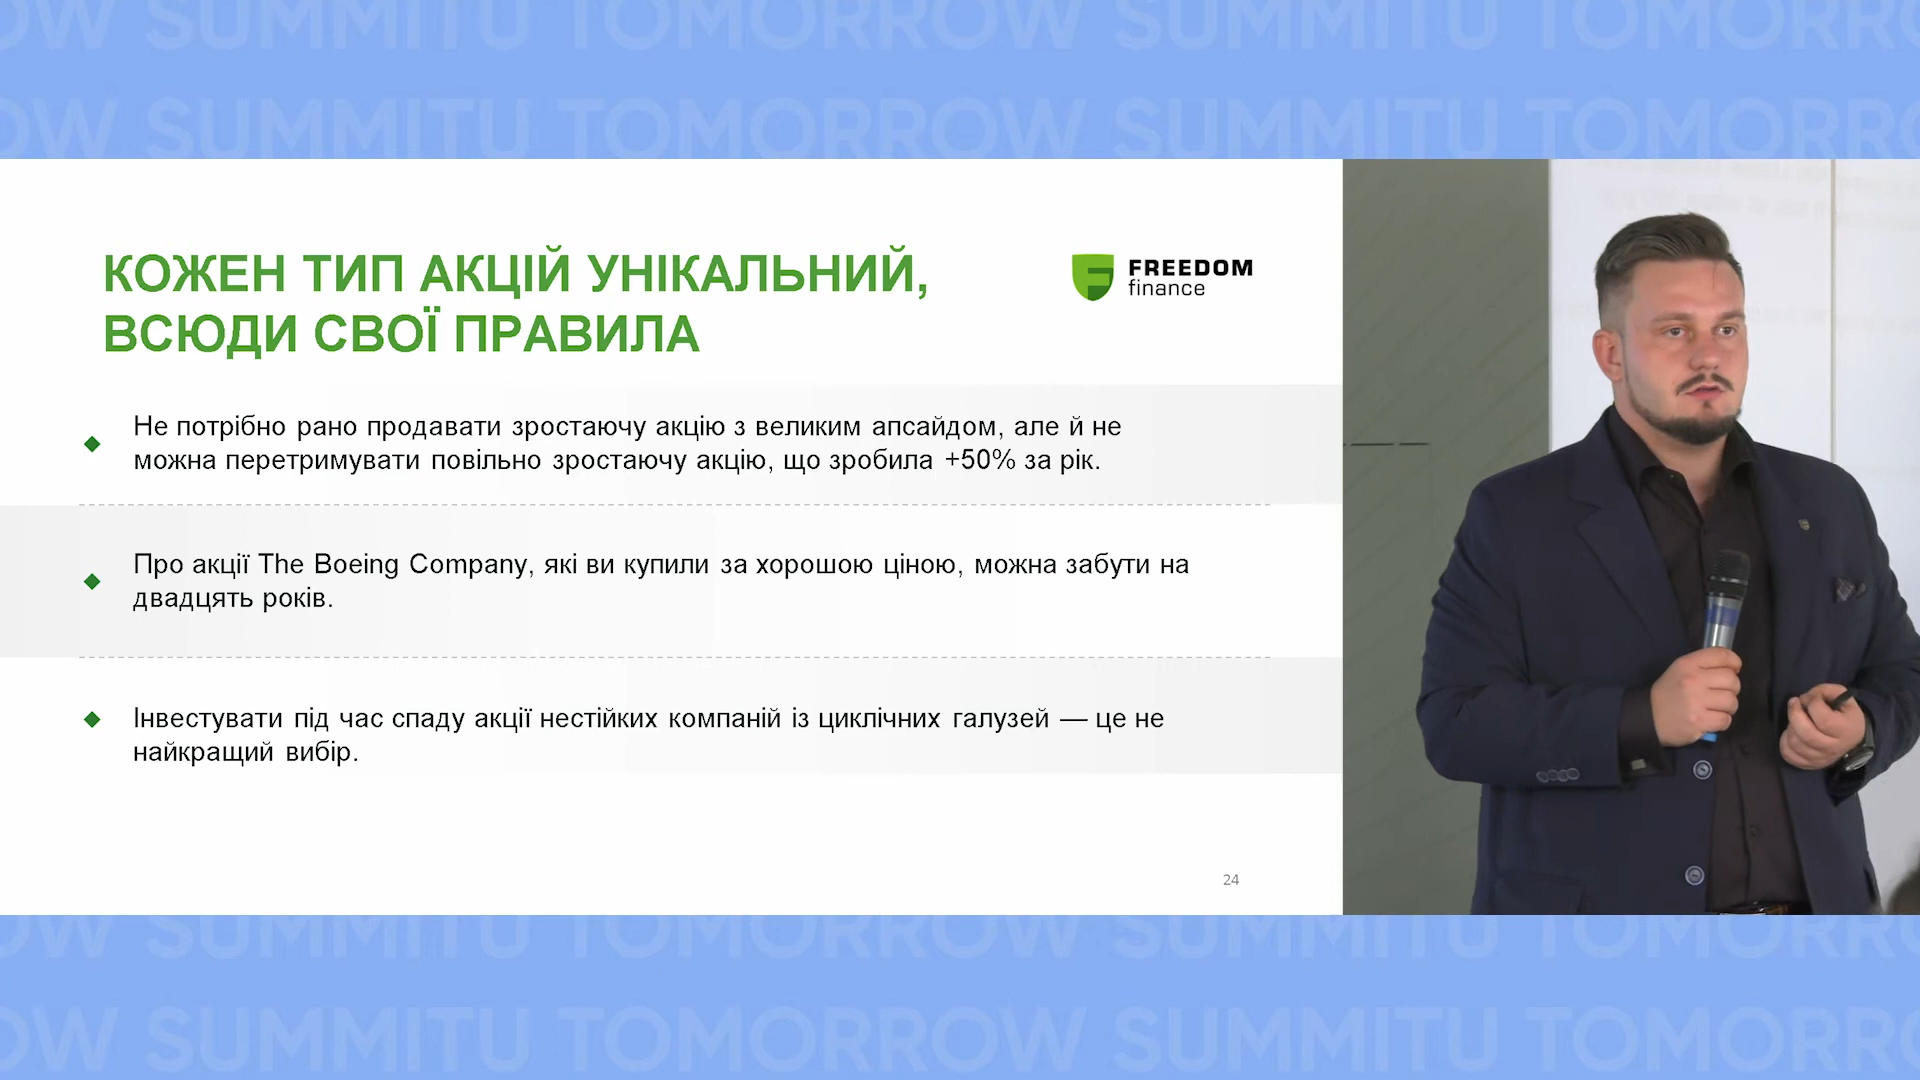 OW SUMMITU TOMORROW SUMMITU TOMORRO
OW SUMMITU TOMORROW SUMMITU TOMORRO
КОЖЕН ТИП АКЦІЙ УНІКАЛЬНИЙ,
ВСЮДИ СВОЇ ПРАВИЛА
FREEDOM
finance
Не потрібно рано продавати зростаючу акцію з великим апсайдом, але й не
можна перетримувати повільно зростаючу акцію, що зробила +50% за рік.
Про акції The Boeing Company, які ви купили за хорошою ціною, можна забути на
двадцять років.
Інвестувати під час спаду акції нестійких компаній із циклічних галузей — це не
найкращий вибір.
24
OW SUMMITU TOMORROW SUMMITU TOMORRO
OW SUMMITU TOMORROW SUMMITU TOMORRO